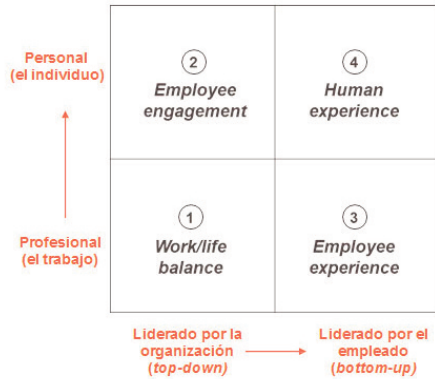 Personal
(el individuo)
2
Employee
engagement
4
Human
experience
Profesional
(el trabajo)
1
Work/life
balance
3
Employee
experience
Liderado por la
organización
(top-down)
Liderado por el
empleado
(bottom-up)